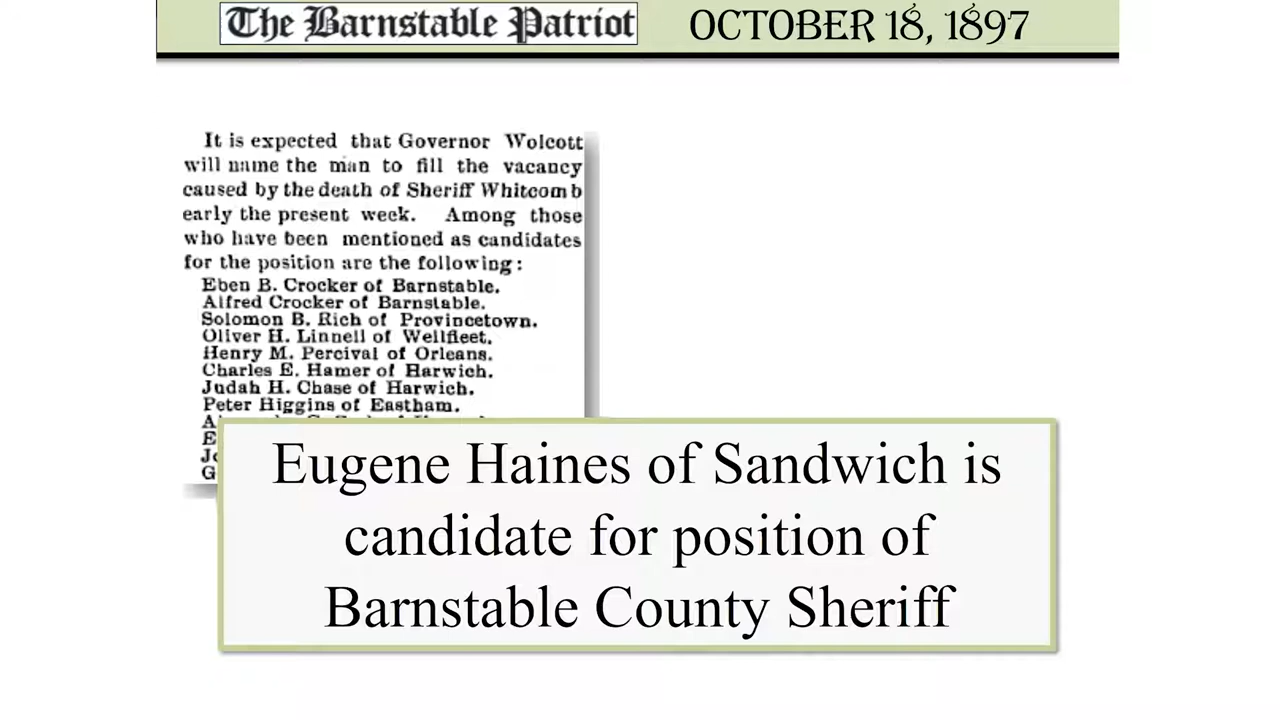 The Barnstable Patriot OCTOBER 18, 1897
It is expected that Governor Wolcott
will name the man to fill the vacancy
caused by the death of Sheriff Whitcomb
early the present week. Among those
who have been mentioned as candidates
for the position are the following:
Eben B. Crocker of Barnstable.
Alfred Crocker of Barnstable.
Solomon B. Rich of Provincetown.
Oliver H. Linnell of Wellfleet.
Henry M. Percival of Orleans.
Charles E. Hamer of Harwich.
Judah H. Chase of Harwich.
Peter Higgins of Eastham.
Eugene Haines of Sandwich is
candidate for position of
Barnstable County Sheriff